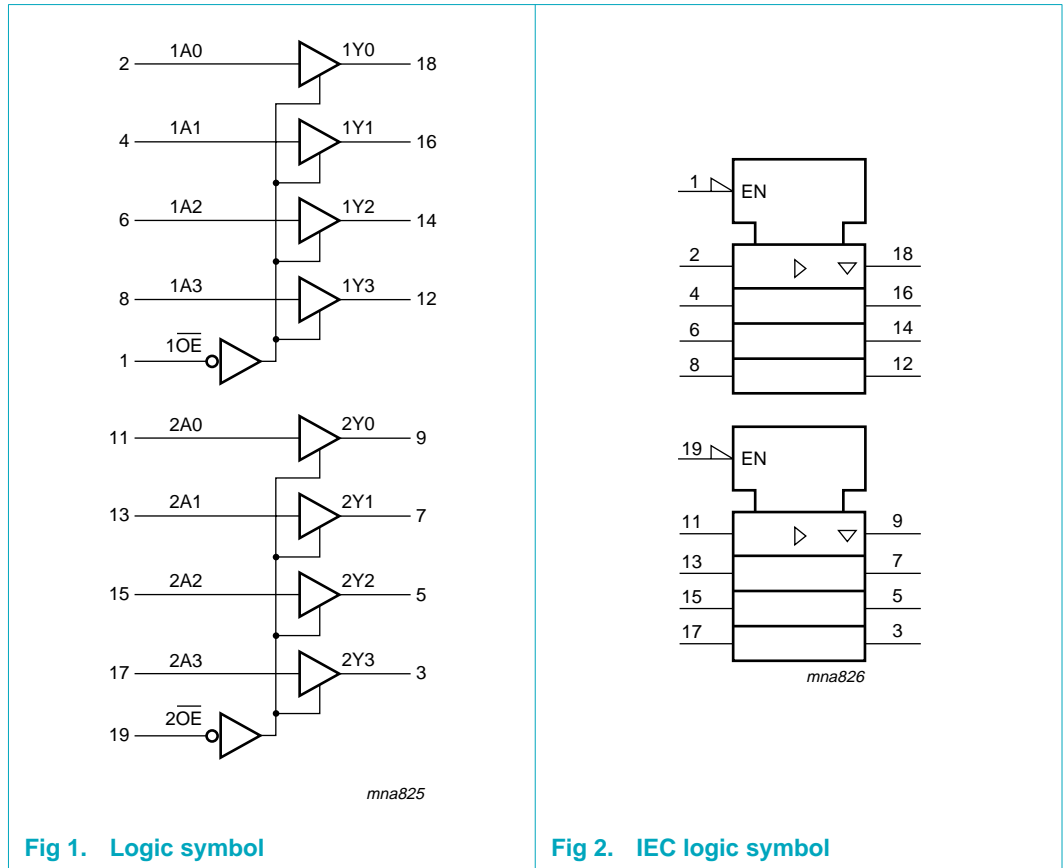 2 1A0 1Y0 18
4 1A1 1Y1 16
6 1A2 1Y2 14
8 1A3 1Y3 12
1 1O̅E̅
11 2A0 2Y0 9
13 2A1 2Y1 7
15 2A2 2Y2 5
17 2A3 2Y3 3
19 2O̅E̅
mna825
Fig 1. Logic symbol
1 EN
2 18
4 16
6 14
8 12
19 EN
11 9
13 7
15 5
17 3
mna826
Fig 2. IEC logic symbol